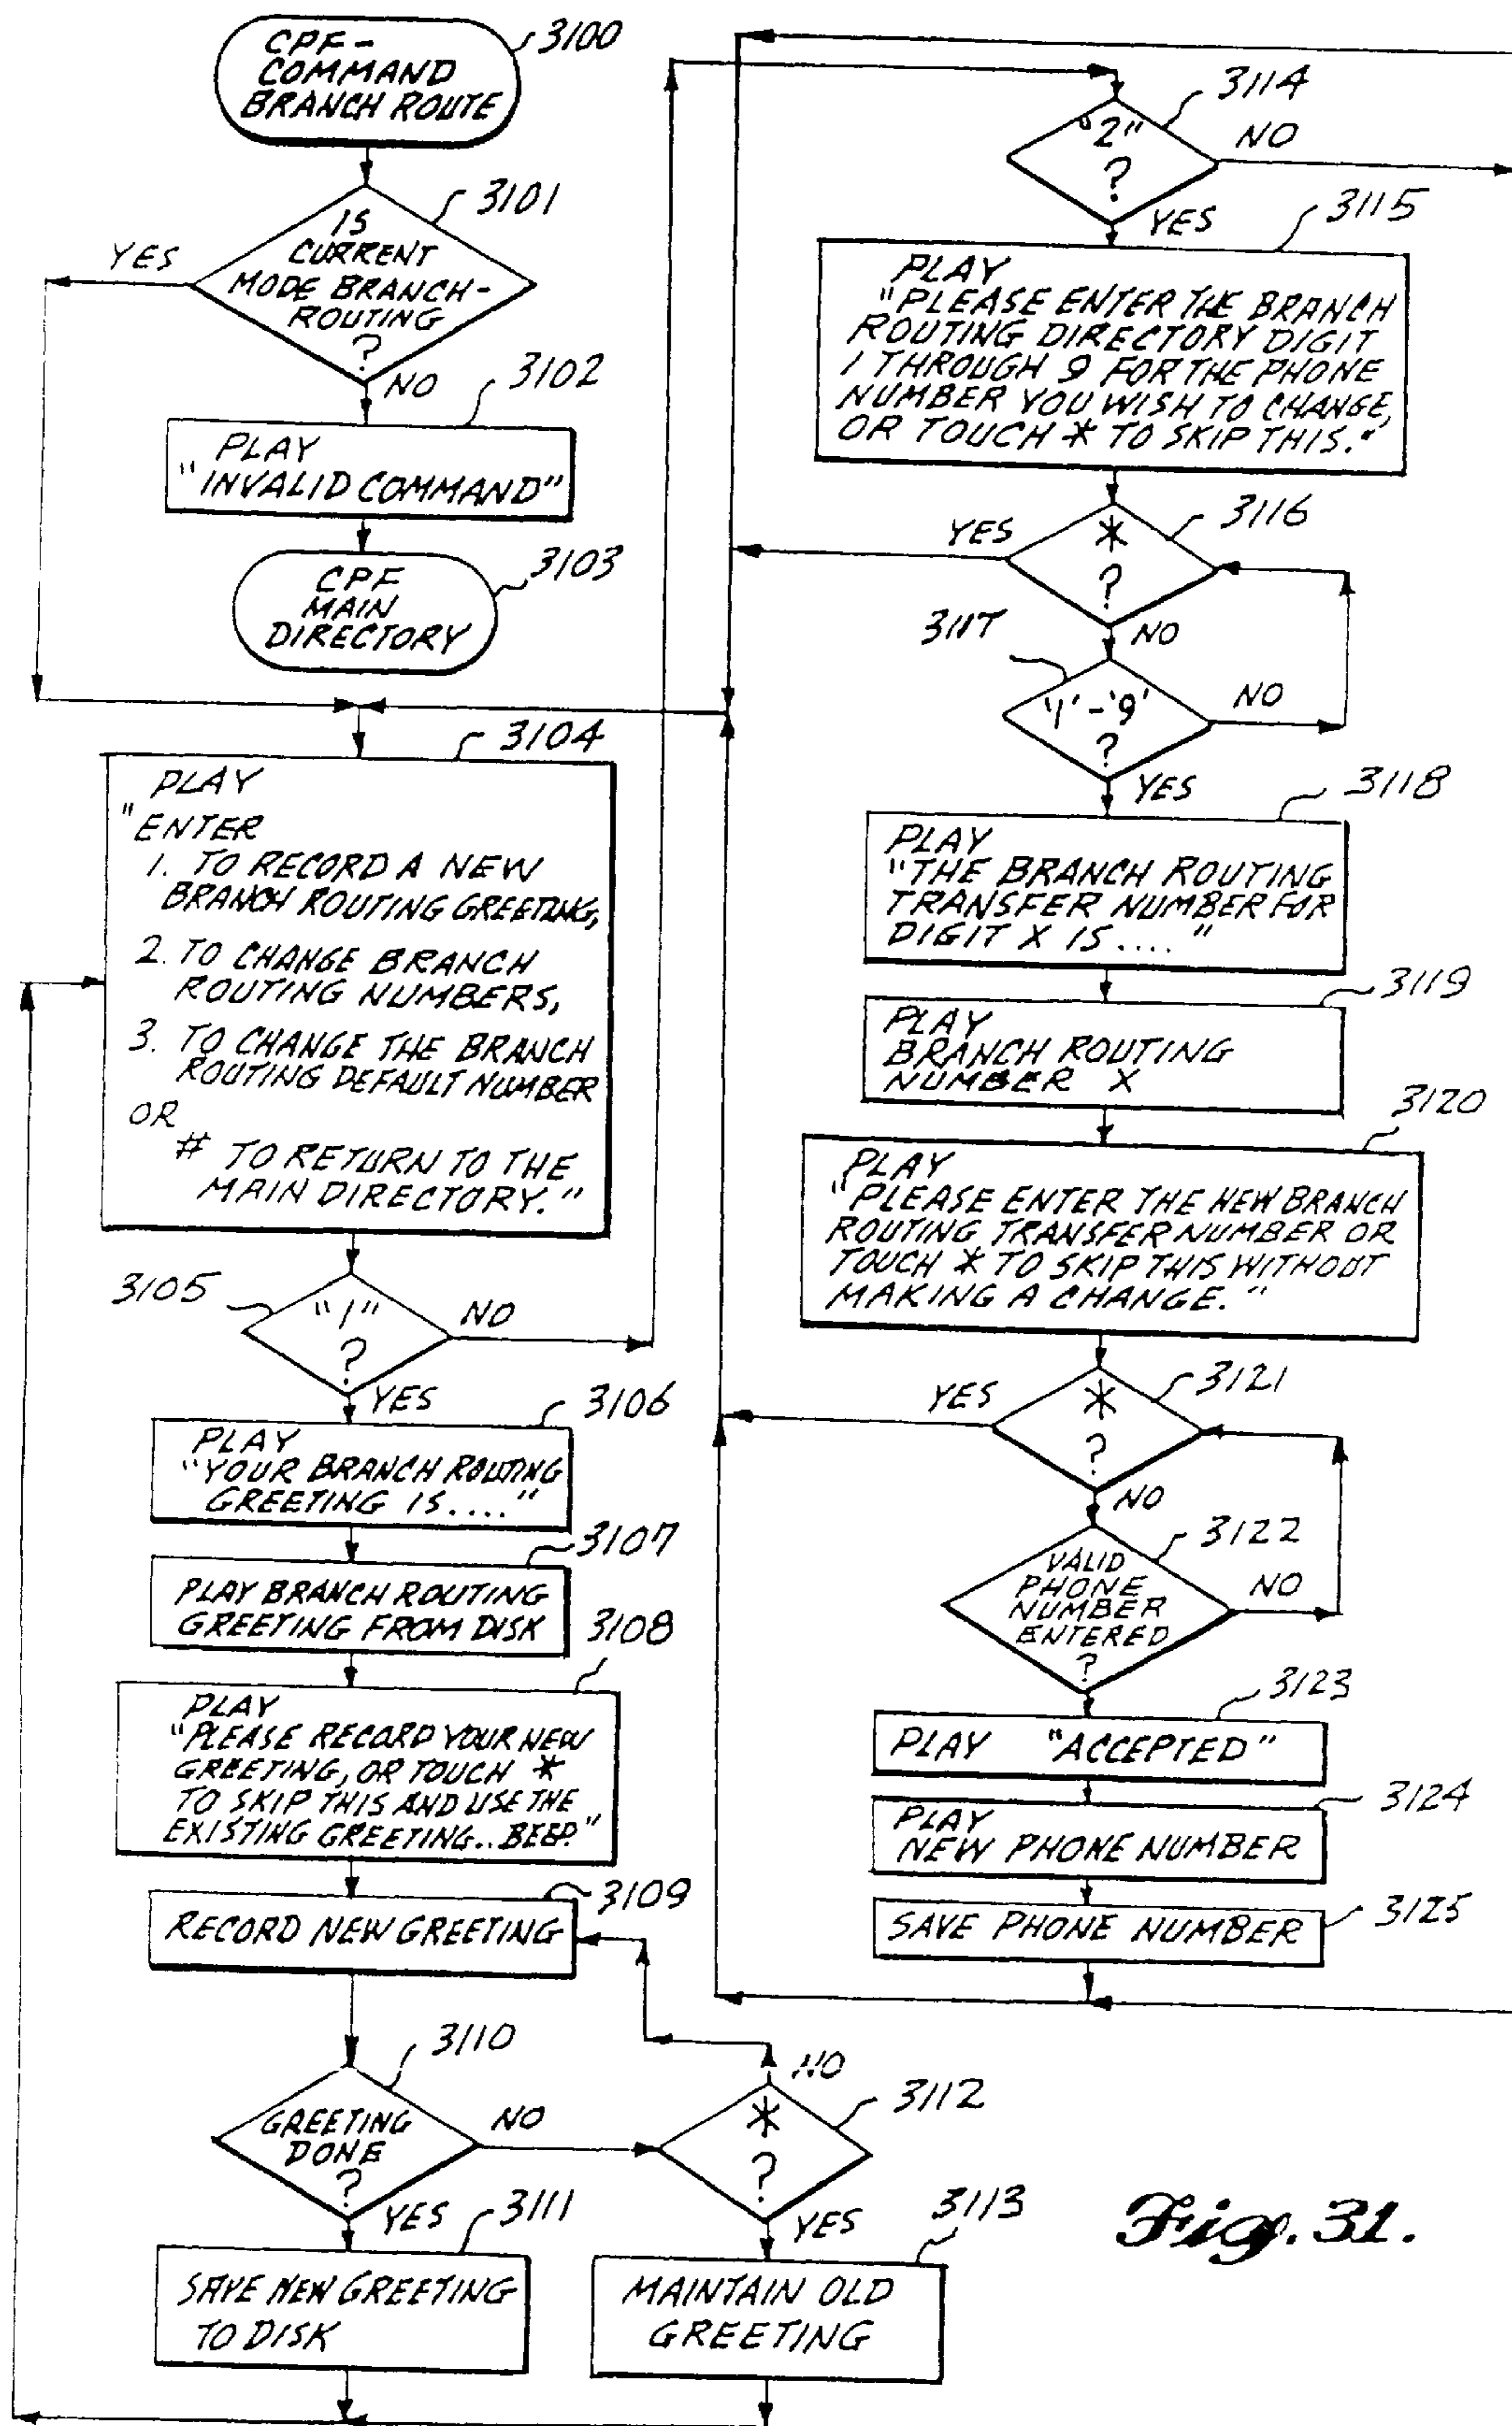 CPF-
COMMAND
BRANCH ROUTE
3100
IS
CURRENT
MODE BRANCH-
ROUTING
?
3101
YES
NO
3102
PLAY
"INVALID COMMAND"
3103
CPF
MAIN
DIRECTORY
3104
PLAY
"ENTER
1. TO RECORD A NEW
BRANCH ROUTING GREETING,
2. TO CHANGE BRANCH
ROUTING NUMBERS,
3. TO CHANGE THE BRANCH
ROUTING DEFAULT NUMBER
OR
# TO RETURN TO THE
MAIN DIRECTORY."
3105
"1"
?
NO
YES
3106
PLAY
"YOUR BRANCH ROUTING
GREETING IS...."
3107
PLAY BRANCH ROUTING
GREETING FROM DISK
3108
PLAY
"PLEASE RECORD YOUR NEW
GREETING, OR TOUCH *
TO SKIP THIS AND USE THE
EXISTING GREETING...BEEP."
3109
RECORD NEW GREETING
3110
GREETING
DONE
?
NO
YES
3111
SAVE NEW GREETING
TO DISK
NO
3112
*
?
YES
3113
MAINTAIN OLD
GREETING
3114
"2"
?
NO
YES
3115
PLAY
"PLEASE ENTER THE BRANCH
ROUTING DIRECTORY DIGIT
1 THROUGH 9 FOR THE PHONE
NUMBER YOU WISH TO CHANGE,
OR TOUCH * TO SKIP THIS."
3116
YES
*
?
NO
3117
'1'-'9'
?
NO
YES
3118
PLAY
"THE BRANCH ROUTING
TRANSFER NUMBER FOR
DIGIT X IS...."
3119
PLAY
BRANCH ROUTING
NUMBER X
3120
PLAY
"PLEASE ENTER THE NEW BRANCH
ROUTING TRANSFER NUMBER OR
TOUCH * TO SKIP THIS WITHOUT
MAKING A CHANGE."
3121
YES
*
?
NO
3122
VALID
PHONE
NUMBER
ENTERED
?
NO
3123
PLAY "ACCEPTED"
3124
PLAY
NEW PHONE NUMBER
3125
SAVE PHONE NUMBER
Fig. 31.